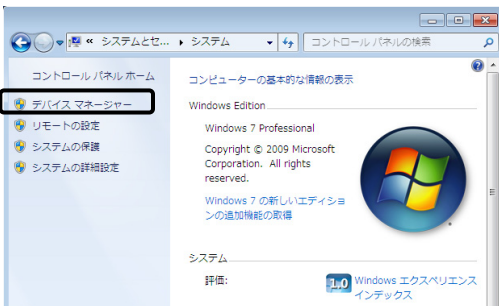 « システムとセ... ▸ システム
コントロール パネルの検索
コントロール パネル ホーム
デバイス マネージャー
リモートの設定
システムの保護
システムの詳細設定
コンピューターの基本的な情報の表示
Windows Edition
Windows 7 Professional
Copyright © 2009 Microsoft
Corporation. All rights
reserved.
Windows 7 の新しいエディショ
ンの追加機能の取得
システム
評価:
1.0 Windows エクスペリエンス
インデックス